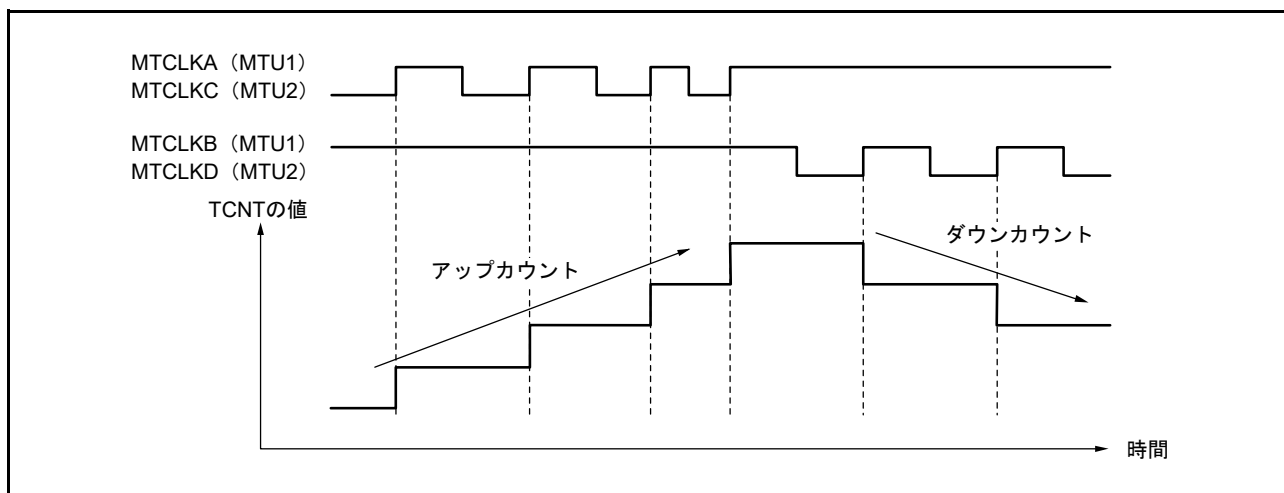 MTCLKA（MTU1）
MTCLKC（MTU2）
MTCLKB（MTU1）
MTCLKD（MTU2）
TCNTの値
アップカウント
ダウンカウント
時間